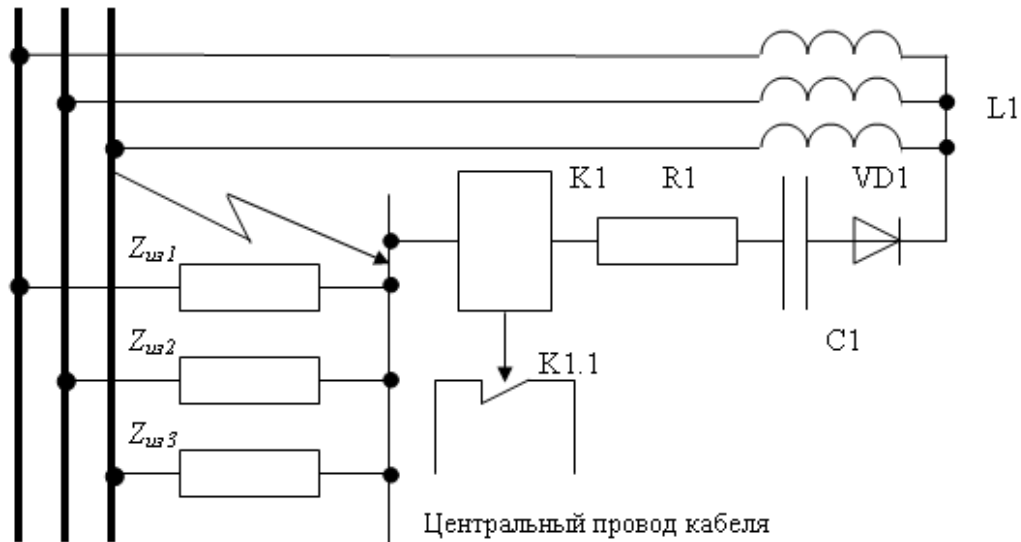 L1
K1
R1
VD1
Zиз1
C1
Zиз2
K1.1
Zиз3
Центральный провод кабеля